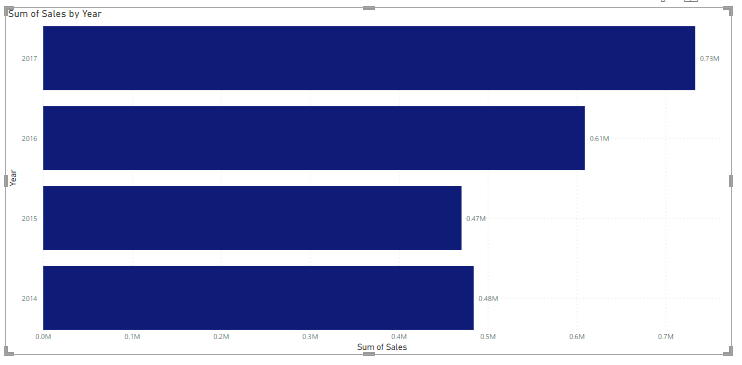 Sum of Sales by Year
2017
0.73M
2016
0.61M
Year
2015
0.47M
2014
0.48M
0.0M 0.1M 0.2M 0.3M 0.4M 0.5M 0.6M 0.7M
Sum of Sales